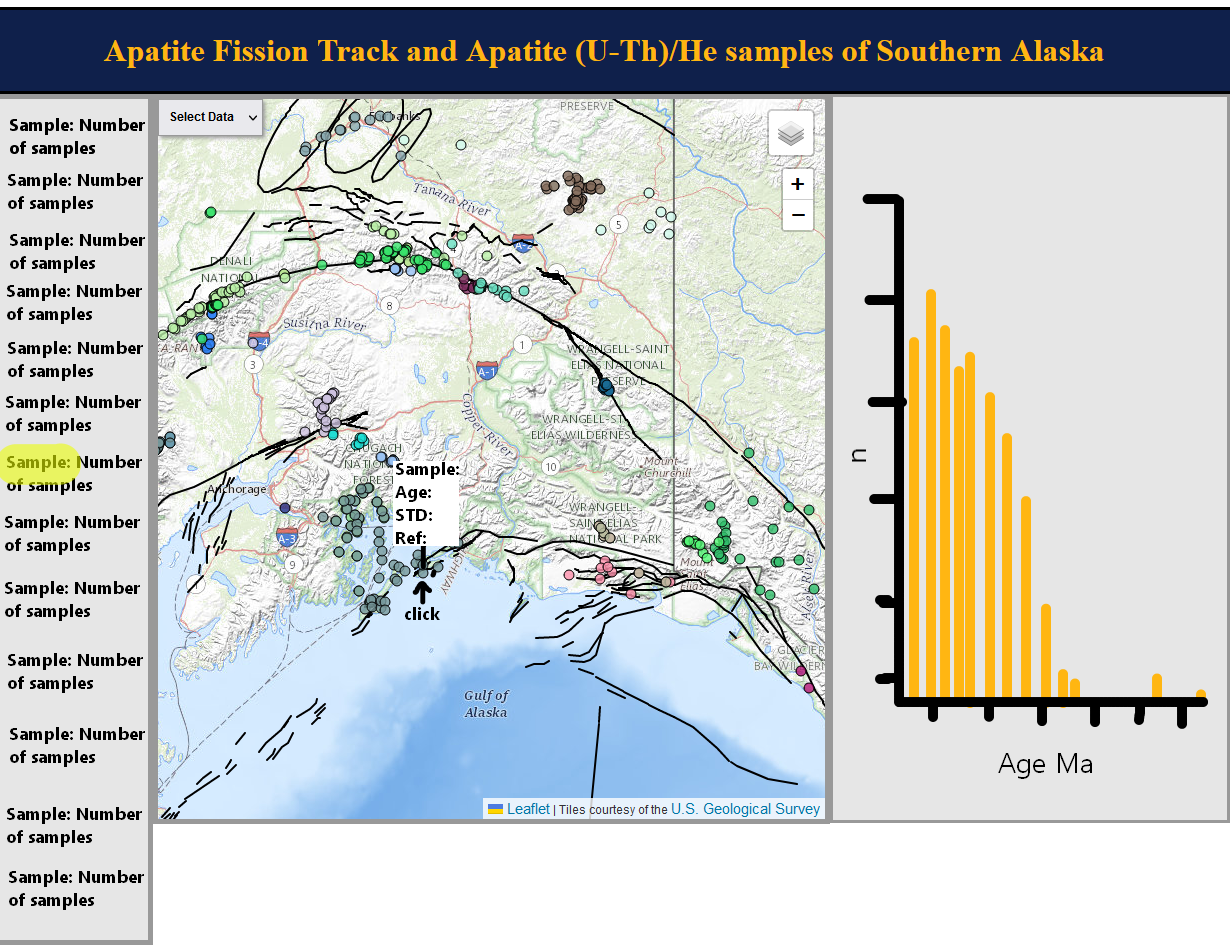 Apatite Fission Track and Apatite (U-Th)/He samples of Southern Alaska
Sample: Number
of samples
Sample: Number
of samples
Sample: Number
of samples
Sample: Number
of samples
Sample: Number
of samples
Sample: Number
of samples
Sample: Number
of samples
Sample: Number
of samples
Sample: Number
of samples
Sample: Number
of samples
Sample: Number
of samples
Sample: Number
of samples
Sample: Number
of samples
Select Data
PRESERVE
+
−
Tanana River
5
A-2
4
DENALI
NATIONAL
8
Susitna River
3
1
WRANGELL-SAINT
ELIAS NATIONAL
PRESERVE
A-1
Copper River
WRANGELL-ST
ELIAS WILDERNESS
CHUGACH
NATIONAL
FOREST
10
Mount
Churchill
Anchorage
Sample:
Age:
STD:
Ref:
click
A-3
9
1
WRANGELL-
SAINT ELIAS
NATIONAL PARK
Mount
Saint
Elias
GLACIER
BAY WILDERN
Gulf of
Alaska
Leaflet | Tiles courtesy of the U.S. Geological Survey
n
Age Ma